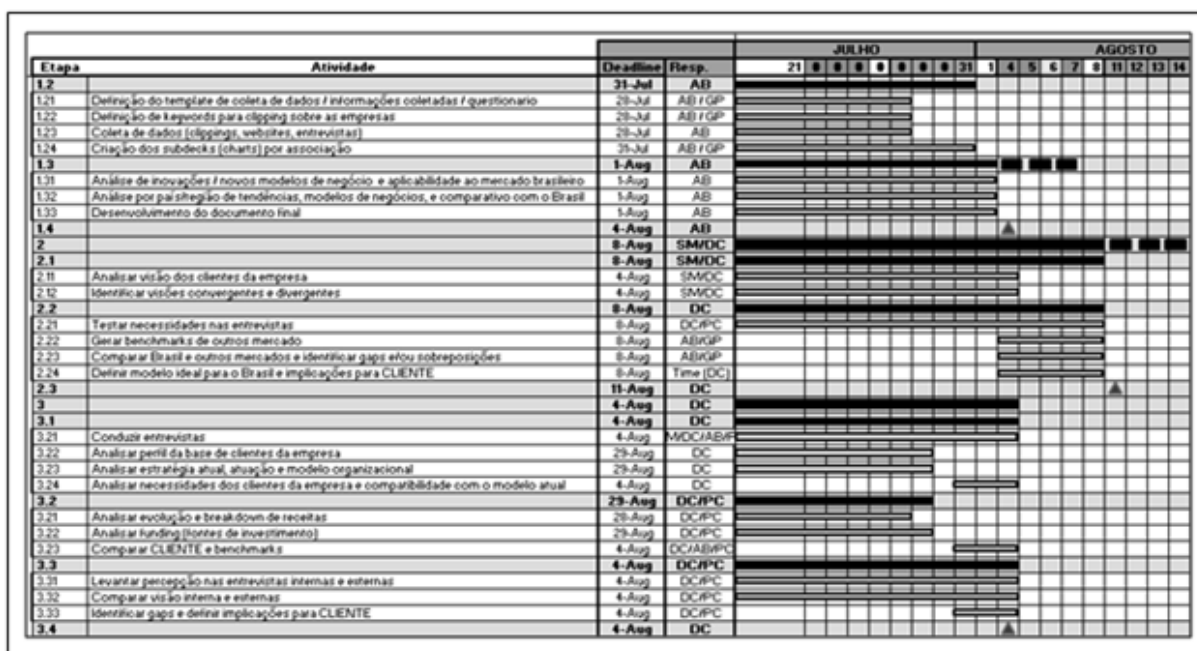 JULHO AGOSTO
Etapa Atividade Deadline Resp. 21 31 1 4 5 6 7 8 11 12 13 14
1.2 31-Jul AB
1.21 Definição do template de coleta de dados / informações coletadas / questionario 28-Jul AB / GP
1.22 Definição de keywords para clipping sobre as empresas 28-Jul AB / GP
1.23 Coleta de dados (clippings, websites, entrevistas) 28-Jul AB
1.24 Criação dos subdecks (charts) por associação 31-Jul AB / GP
1.3 1-Aug AB
1.31 Análise de inovações / novos modelos de negócio e aplicabilidade ao mercado brasileiro 1-Aug AB
1.32 Análise por país/região de tendências, modelos de negócios, e comparativo com o Brasil 1-Aug AB
1.33 Desenvolvimento do documento final 1-Aug AB
1.4 4-Aug AB
2 8-Aug SM/DC
2.1 8-Aug SM/DC
2.11 Analisar visão dos clientes da empresa 4-Aug SM/DC
2.12 Identificar visões convergentes e divergentes 4-Aug SM/DC
2.2 8-Aug DC
2.21 Testar necessidades nas entrevistas 8-Aug DC/PC
2.22 Gerar benchmarks de outros mercado 8-Aug AB/GP
2.23 Comparar Brasil e outros mercados e identificar gaps e/ou sobreposições 8-Aug AB/GP
2.24 Definir modelo ideal para o Brasil e implicações para CLIENTE 8-Aug Time (DC)
2.3 11-Aug DC
3 4-Aug DC
3.1 4-Aug DC
3.21 Conduzir entrevistas 4-Aug M/DC/AB/F
3.22 Analisar perfil da base de clientes da empresa 29-Aug DC
3.23 Analisar estratégia atual, atuação e modelo organizacional 29-Aug DC
3.24 Analisar necessidades dos clientes da empresa e compatibilidade com o modelo atual 4-Aug DC
3.2 29-Aug DC/PC
3.21 Analisar evolução e breakdown de receitas 28-Aug DC/PC
3.22 Analisar funding (fontes de investimento) 29-Aug DC/PC
3.23 Comparar CLIENTE e benchmarks 4-Aug DC/AB/PC
3.3 4-Aug DC/PC
3.31 Levantar percepção nas entrevistas internas e externas 4-Aug DC/PC
3.32 Comparar visão interna e externas 4-Aug DC/PC
3.33 Identificar gaps e definir implicações para CLIENTE 4-Aug DC/PC
3.4 4-Aug DC